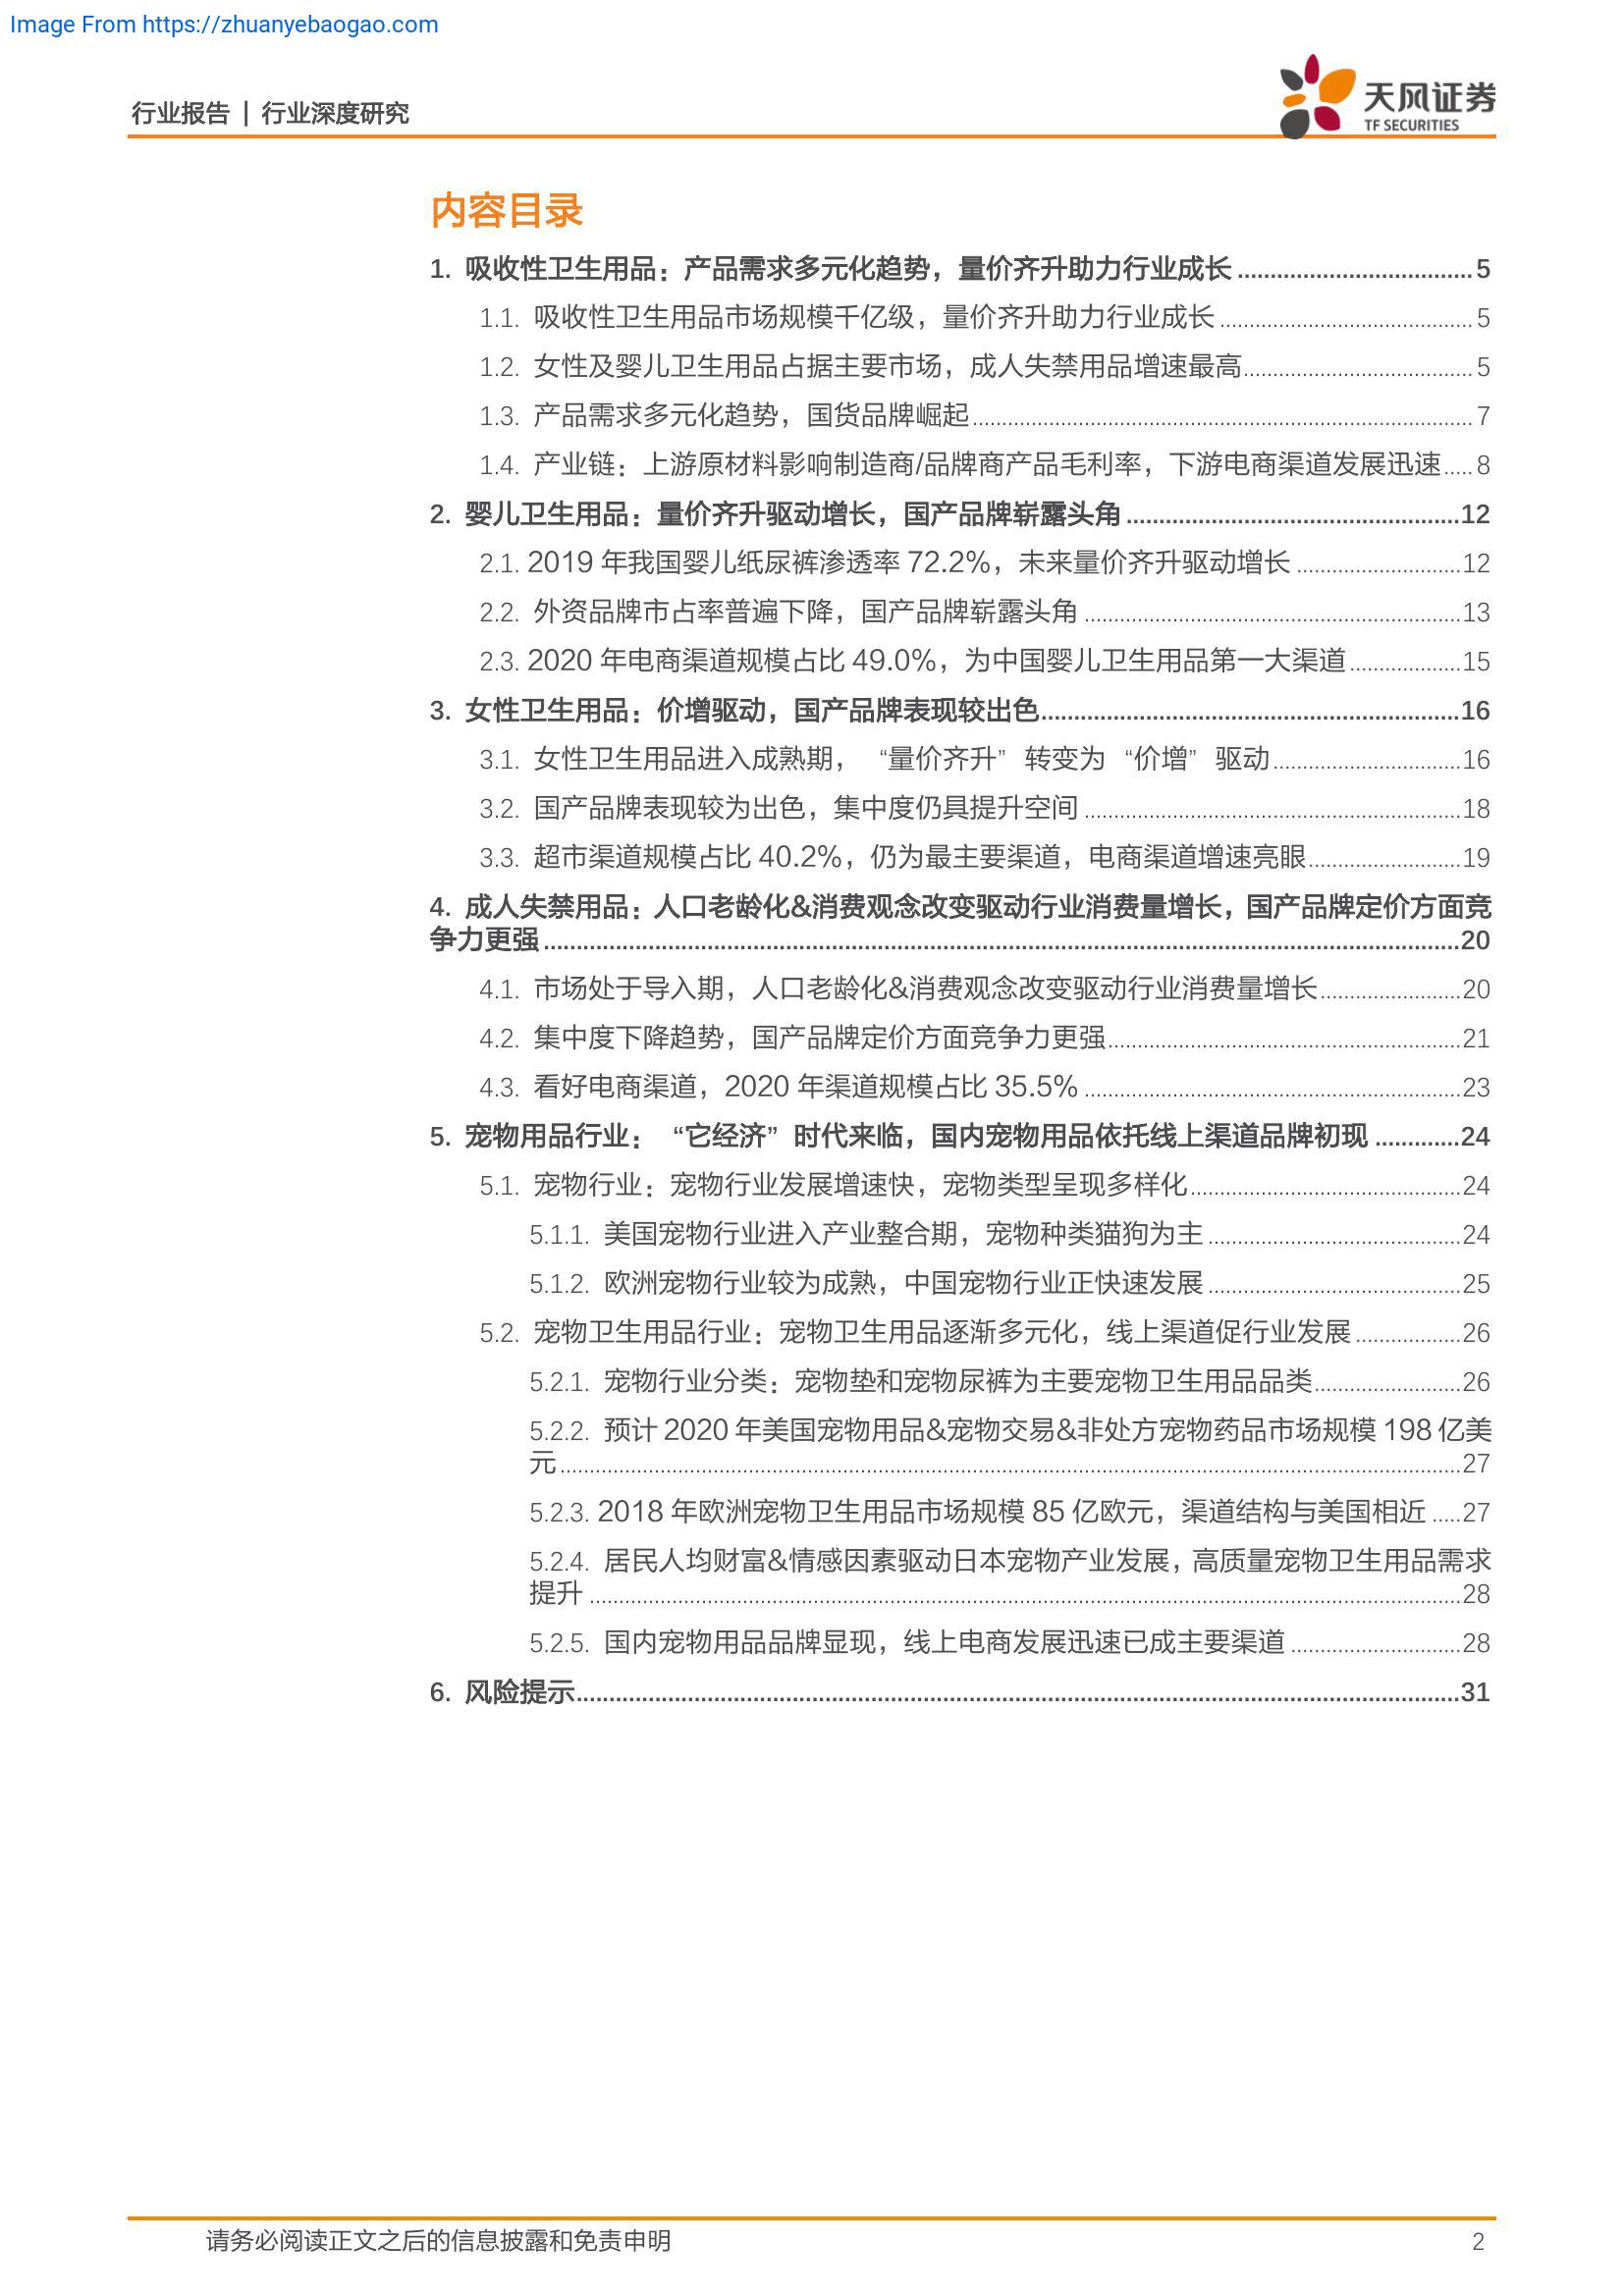 Image From https://zhuanyebaogao.com
行业报告 | 行业深度研究
天风证券
TF SECURITIES
内容目录
1. 吸收性卫生用品：产品需求多元化趋势，量价齐升助力行业成长 .................................... 5
1.1. 吸收性卫生用品市场规模千亿级，量价齐升助力行业成长 ........................................... 5
1.2. 女性及婴儿卫生用品占据主要市场，成人失禁用品增速最高 ....................................... 5
1.3. 产品需求多元化趋势，国货品牌崛起 ..................................................................................... 7
1.4. 产业链：上游原材料影响制造商/品牌商产品毛利率，下游电商渠道发展迅速 ..... 8
2. 婴儿卫生用品：量价齐升驱动增长，国产品牌崭露头角 ................................................... 12
2.1. 2019 年我国婴儿纸尿裤渗透率 72.2%，未来量价齐升驱动增长 ............................ 12
2.2. 外资品牌市占率普遍下降，国产品牌崭露头角 ................................................................ 13
2.3. 2020 年电商渠道规模占比 49.0%，为中国婴儿卫生用品第一大渠道 ................... 15
3. 女性卫生用品：价增驱动，国产品牌表现较出色 ................................................................ 16
3.1. 女性卫生用品进入成熟期，“量价齐升”转变为“价增”驱动 ................................ 16
3.2. 国产品牌表现较为出色，集中度仍具提升空间 ................................................................ 18
3.3. 超市渠道规模占比 40.2%，仍为最主要渠道，电商渠道增速亮眼 .......................... 19
4. 成人失禁用品：人口老龄化&消费观念改变驱动行业消费量增长，国产品牌定价方面竞
争力更强 ............................................................................................................................................ 20
4.1. 市场处于导入期，人口老龄化&消费观念改变驱动行业消费量增长 ........................ 20
4.2. 集中度下降趋势，国产品牌定价方面竞争力更强 ............................................................ 21
4.3. 看好电商渠道，2020 年渠道规模占比 35.5% ................................................................ 23
5. 宠物用品行业：“它经济”时代来临，国内宠物用品依托线上渠道品牌初现 ............. 24
5.1. 宠物行业：宠物行业发展增速快，宠物类型呈现多样化 .............................................. 24
5.1.1. 美国宠物行业进入产业整合期，宠物种类猫狗为主 ........................................... 24
5.1.2. 欧洲宠物行业较为成熟，中国宠物行业正快速发展 ........................................... 25
5.2. 宠物卫生用品行业：宠物卫生用品逐渐多元化，线上渠道促行业发展 .................. 26
5.2.1. 宠物行业分类：宠物垫和宠物尿裤为主要宠物卫生用品品类 ......................... 26
5.2.2. 预计 2020 年美国宠物用品&宠物交易&非处方宠物药品市场规模 198 亿美
元 ......................................................................................................................................................... 27
5.2.3. 2018 年欧洲宠物卫生用品市场规模 85 亿欧元，渠道结构与美国相近 ..... 27
5.2.4. 居民人均财富&情感因素驱动日本宠物产业发展，高质量宠物卫生用品需求
提升 .................................................................................................................................................... 28
5.2.5. 国内宠物用品品牌显现，线上电商发展迅速已成主要渠道 ............................. 28
6. 风险提示 ....................................................................................................................................... 31
请务必阅读正文之后的信息披露和免责申明
2